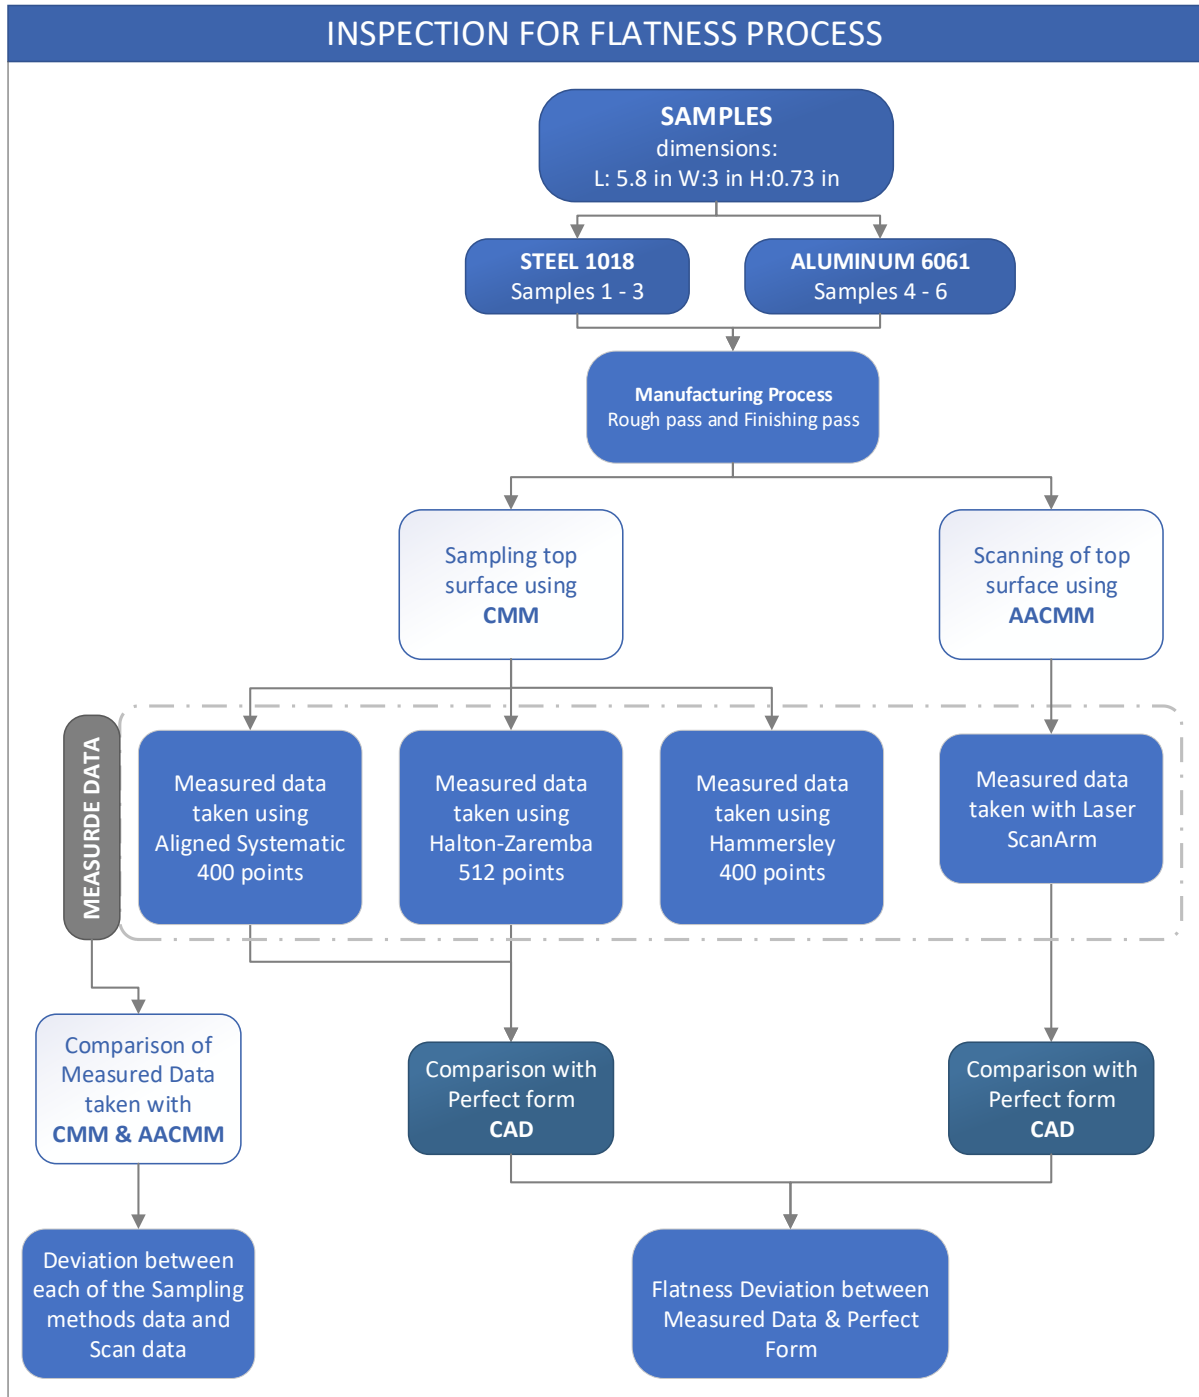 INSPECTION FOR FLATNESS PROCESS
SAMPLES
dimensions:
L: 5.8 in W:3 in H:0.73 in
STEEL 1018
Samples 1 - 3
ALUMINUM 6061
Samples 4 - 6
Manufacturing Process
Rough pass and Finishing pass
Sampling top
surface using
CMM
Scanning of top
surface using
AACMM
MEASURDE DATA
Measured data
taken using
Aligned Systematic
400 points
Measured data
taken using
Halton-Zaremba
512 points
Measured data
taken using
Hammersley
400 points
Measured data
taken with Laser
ScanArm
Comparison of
Measured Data
taken with
CMM & AACMM
Comparison with
Perfect form
CAD
Comparison with
Perfect form
CAD
Deviation between
each of the Sampling
methods data and
Scan data
Flatness Deviation between
Measured Data & Perfect
Form